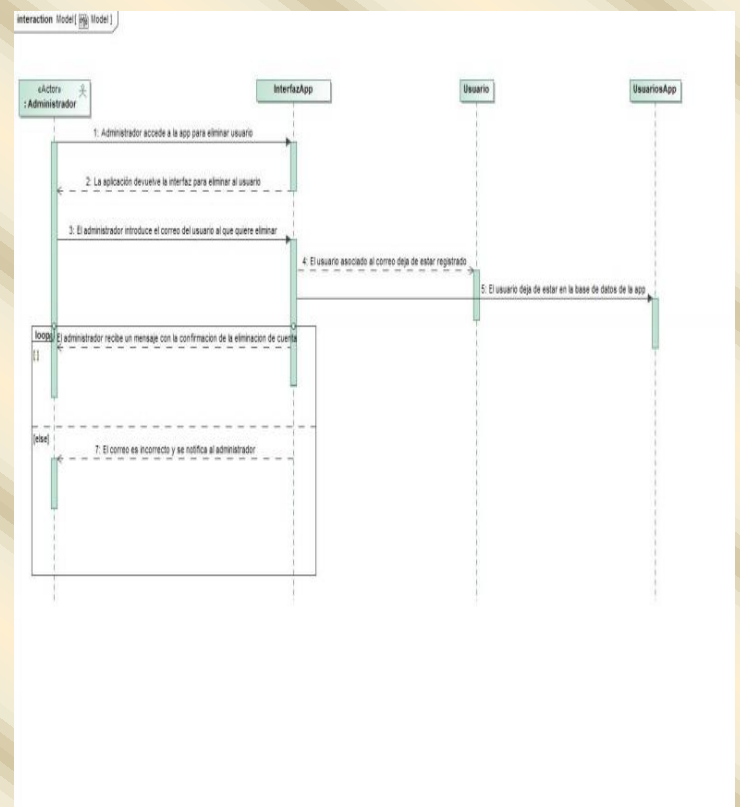 interaction Model [ Model ]
«Actor»
: Administrador
InterfazApp
Usuario
UsuariosApp
1: Administrador accede a la app para eliminar usuario
2: La aplicación devuelve la interfaz para eliminar al usuario
3: El administrador introduce el correo del usuario al que quiere eliminar
4: El usuario asociado al correo deja de estar registrado
5: El usuario deja de estar en la base de datos de la app
loop
El administrador recibe un mensaje con la confirmacion de la eliminacion de cuenta
[ ]
[else]
7: El correo es incorrecto y se notifica al administrador